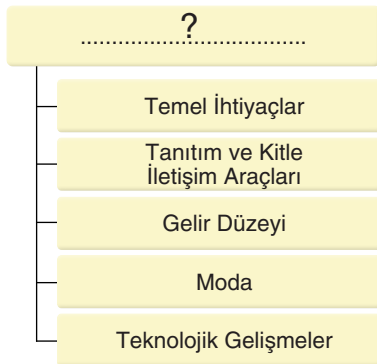 ?
..................................
Temel İhtiyaçlar
Tanıtım ve Kitle
İletişim Araçları
Gelir Düzeyi
Moda
Teknolojik Gelişmeler